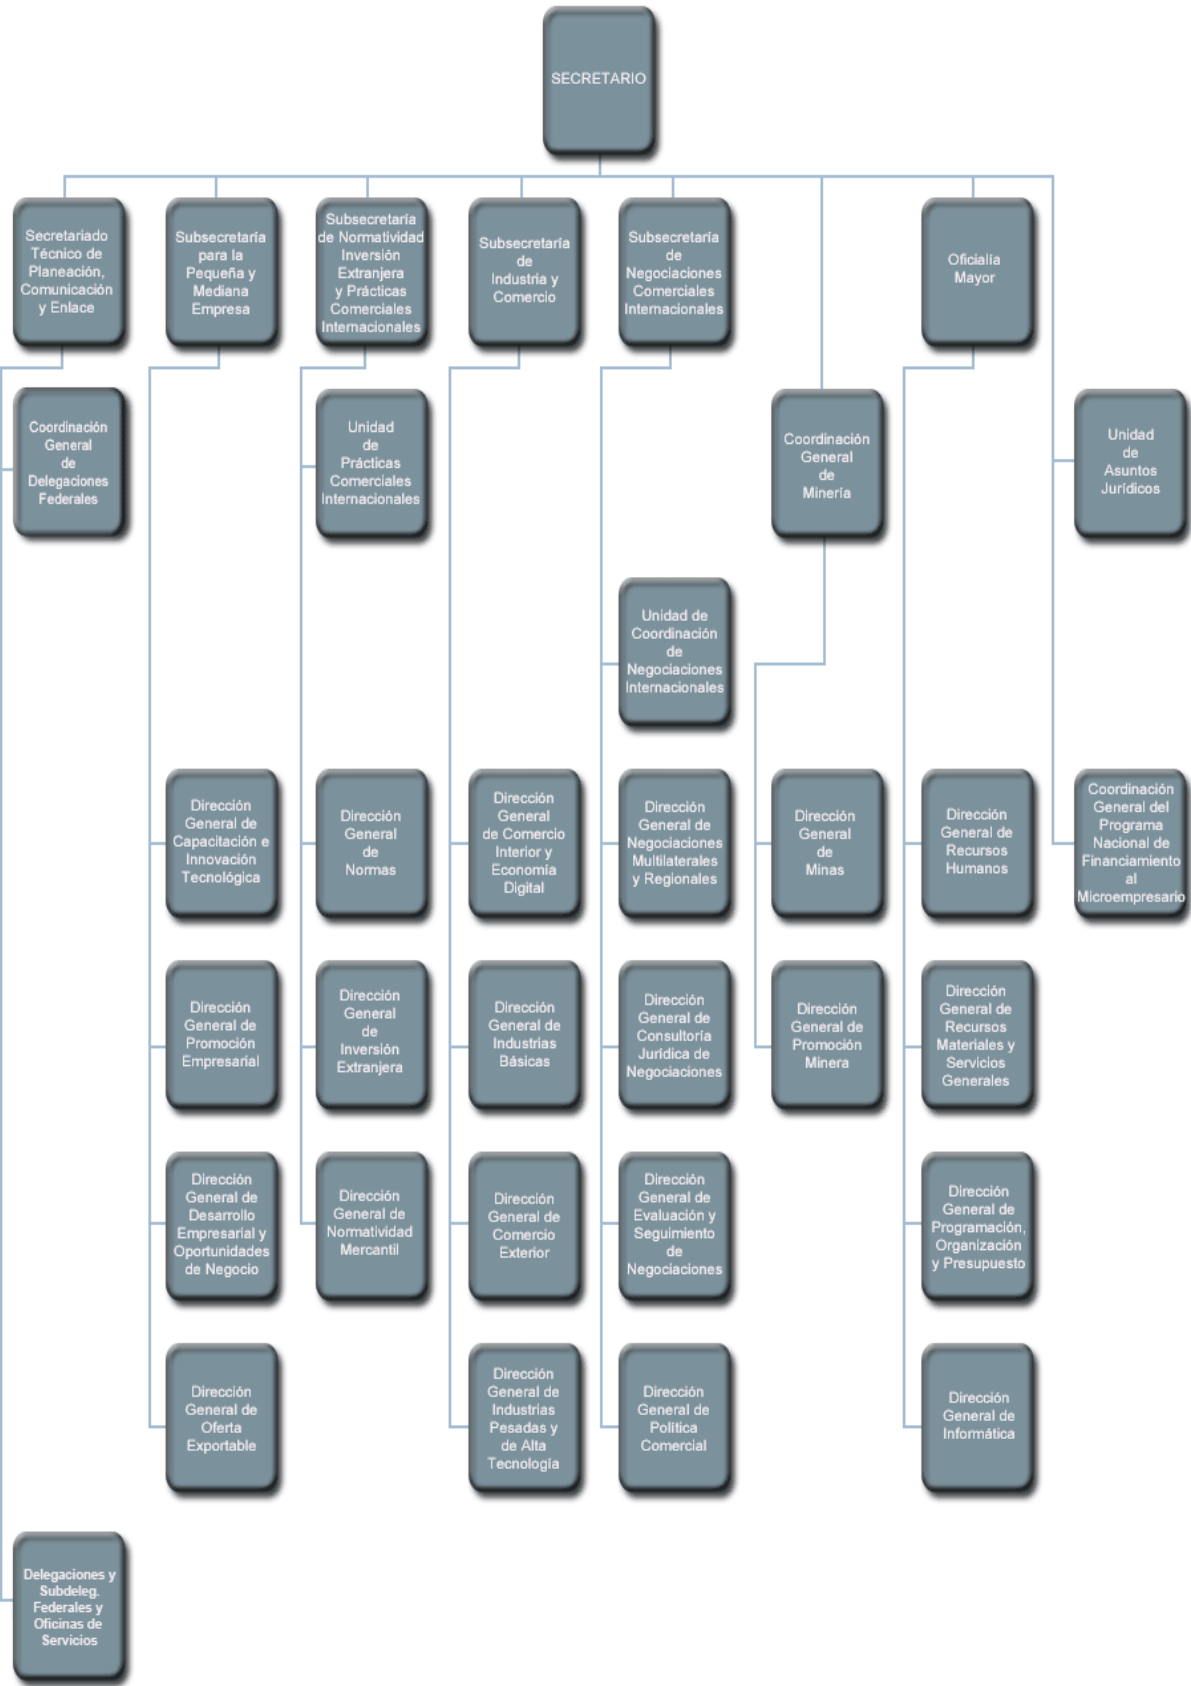 SECRETARIO
Secretariado
Técnico de
Planeación,
Comunicación
y Enlace
Subsecretaría
para la
Pequeña y
Mediana
Empresa
Subsecretaría
de Normatividad
Inversión
Extranjera
y Prácticas
Comerciales
Internacionales
Subsecretaría
de
Industria y
Comercio
Subsecretaría
de
Negociaciones
Comerciales
Internacionales
Oficialía
Mayor
Coordinación
General
de
Delegaciones
Federales
Unidad
de
Prácticas
Comerciales
Internacionales
Coordinación
General
de
Minería
Unidad
de
Asuntos
Jurídicos
Unidad de
Coordinación
de
Negociaciones
Internacionales
Dirección
General de
Capacitación e
Innovación
Tecnológica
Dirección
General
de
Normas
Dirección
General
de Comercio
Interior y
Economía
Digital
Dirección
General de
Negociaciones
Multilaterales
y Regionales
Dirección
General
de
Minas
Dirección
General de
Recursos
Humanos
Coordinación
General del
Programa
Nacional de
Financiamiento
al
Microempresario
Dirección
General de
Promoción
Empresarial
Dirección
General
de
Inversión
Extranjera
Dirección
General de
Industrias
Básicas
Dirección
General de
Consultoría
Jurídica de
Negociaciones
Dirección
General de
Promoción
Minera
Dirección
General de
Recursos
Materiales y
Servicios
Generales
Dirección
General de
Desarrollo
Empresarial y
Oportunidades
de Negocio
Dirección
General de
Normatividad
Mercantil
Dirección
General de
Comercio
Exterior
Dirección
General de
Evaluación y
Seguimiento
de
Negociaciones
Dirección
General de
Programación,
Organización
y Presupuesto
Dirección
General de
Oferta
Exportable
Dirección
General de
Industrias
Pesadas y
de Alta
Tecnología
Dirección
General de
Política
Comercial
Dirección
General de
Informática
Delegaciones y
Subdeleg.
Federales y
Oficinas de
Servicios